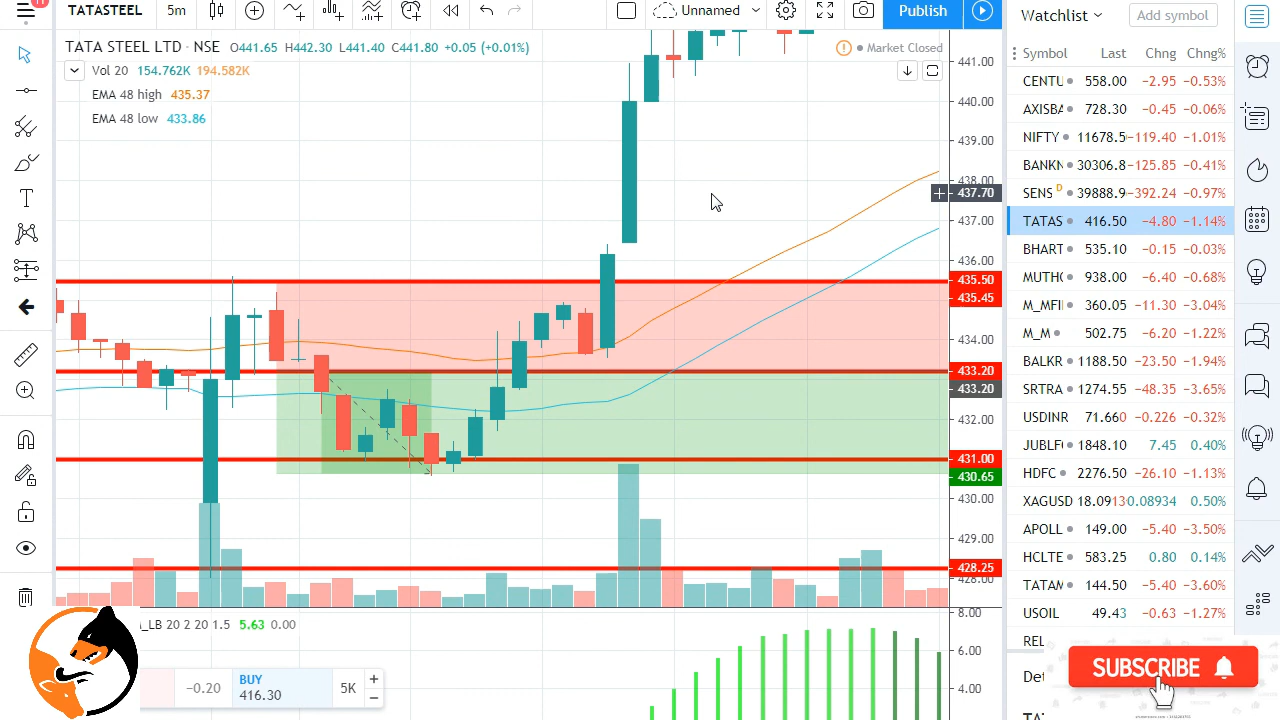 11
TATASTEEL 5m Unnamed Publish
TATA STEEL LTD · NSE O441.65 H442.30 L441.40 C441.80 +0.05 (+0.01%) Market Closed
Vol 20 154.762K 194.582K
EMA 48 high 435.37
EMA 48 low 433.86
441.00
440.00
439.00
438.00
437.70
437.00
436.00
435.50
435.45
434.00
433.20
433.20
432.00
431.00
430.65
430.00
429.00
428.25
428.00
8.00
6.00
4.00
_LB 20 2 20 1.5 5.63 0.00
−0.20 BUY 416.30 5K + −
Watchlist Add symbol
Symbol Last Chng Chng%
CENTU 558.00 −2.95 −0.53%
AXISBA 728.30 −0.45 −0.06%
NIFTY 11678.5 −119.40 −1.01%
BANKN 30306.8 −125.85 −0.41%
SENS D 39888.9 −392.24 −0.97%
TATAS 416.50 −4.80 −1.14%
BHART 535.10 −0.15 −0.03%
MUTHO 938.00 −6.40 −0.68%
M_MFI 360.05 −11.30 −3.04%
M_M 502.75 −6.20 −1.22%
BALKR 1188.50 −23.50 −1.94%
SRTRA 1274.55 −48.35 −3.65%
USDINR 71.660 −0.226 −0.32%
JUBLF 1848.10 7.45 0.40%
HDFC 2276.50 −26.10 −1.13%
XAGUSD 18.0913 0.08934 0.50%
APOLL 149.00 −5.40 −3.50%
HCLTE 583.25 0.80 0.14%
TATAM 144.50 −5.40 −3.60%
USOIL 49.43 −0.63 −1.27%
REL
SUBSCRIBE